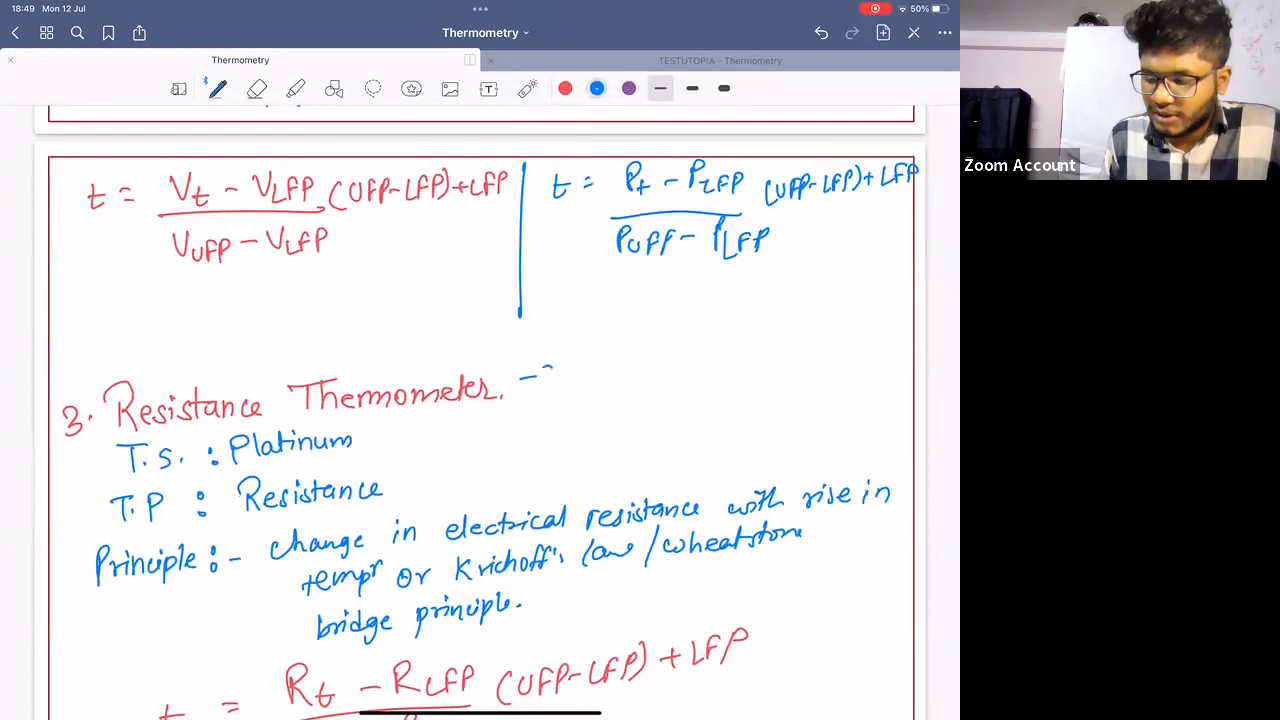 18:49 Mon 12 Jul
50%
Thermometry
Thermometry
TESTUTOP!A - Thermometry
Zoom Account
t = Vt - VLFP (UFP-LFP)+LFP
VUFP - VLFP
t = Pt - PLFP (UFP-LFP)+LFP
PUFP - PLFP
3. Resistance Thermometer.
T.S. : Platinum
T.P : Resistance
Principle :- change in electrical resistance with rise in
tempr Or Krichoff's law/wheatstone
bridge principle.
t = Rt - RLFP (UFP-LFP) + LFP